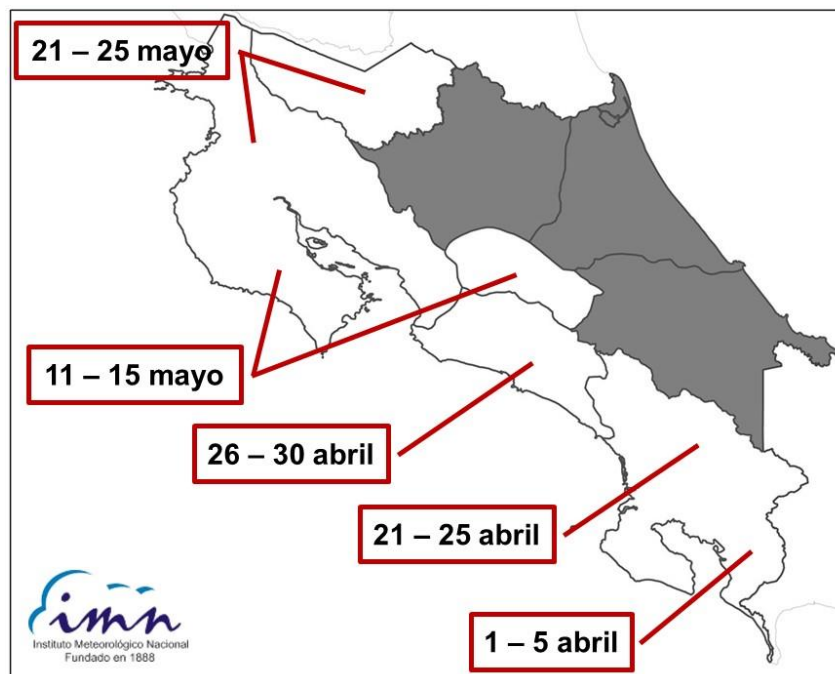 21 – 25 mayo
11 – 15 mayo
26 – 30 abril
21 – 25 abril
1 – 5 abril
imn
Instituto Meteorológico Nacional
Fundado en 1888